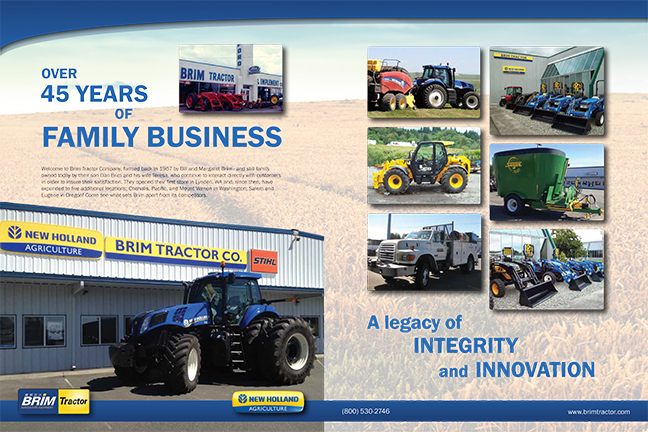 OVER
45 YEARS
OF
FAMILY BUSINESS
FORD
BRIM TRACTOR
IMPLEMENT
Welcome to Brim Tractor Company, formed back in 1967 by Bill and Margaret Brim and still family
owned today by their son Dan Brim and his wife Teresa, who continue to interact directly with customers
in order to insure their satisfaction. They opened their first store in Lynden, WA and, since then, have
expanded to five additional locations; Chehalis, Pacific, and Mount Vernon in Washington; Salem and
Eugene in Oregon! Come see what sets Brim apart from its competitors.
NEW HOLLAND
AGRICULTURE
BRIM TRACTOR CO.
STIHL
BRIM Tractor
NEW HOLLAND
AGRICULTURE
A legacy of
INTEGRITY
and INNOVATION
(800) 530-2746
www.brimtractor.com